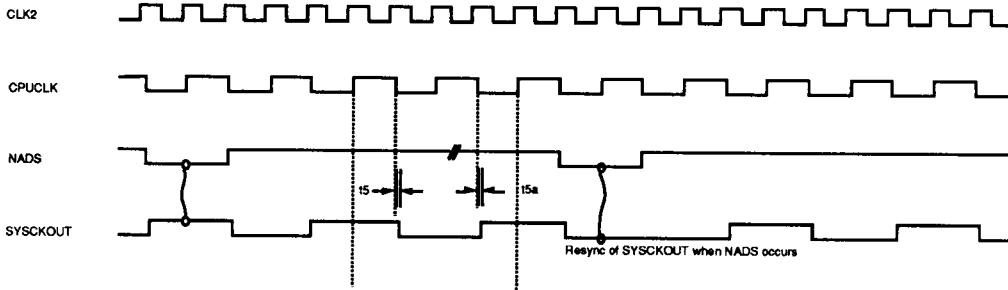 CLK2
CPUCLK
NADS
t5
t5a
SYSCKOUT
Resync of SYSCKOUT when NADS occurs